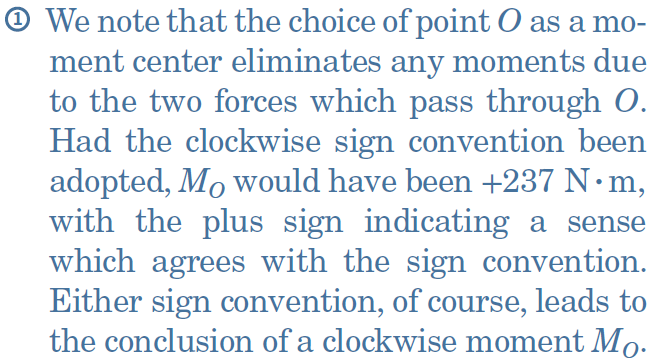 ① We note that the choice of point O as a mo-
ment center eliminates any moments due
to the two forces which pass through O.
Had the clockwise sign convention been
adopted, M_O would have been +237 N·m,
with the plus sign indicating a sense
which agrees with the sign convention.
Either sign convention, of course, leads to
the conclusion of a clockwise moment M_O.